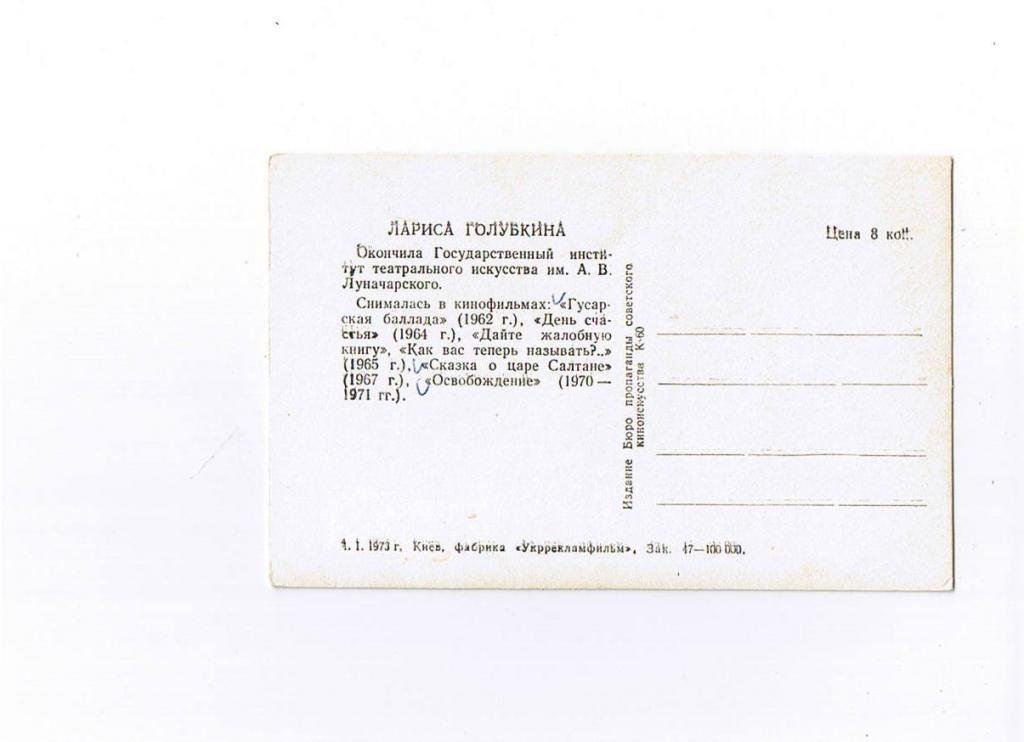 ЛАРИСА ГОЛУБКИНА
Окончила Государственный инсти-
тут театрального искусства им. А. В.
Луначарского.
Снималась в кинофильмах: «Гусар-
ская баллада» (1962 г.), «День сча-
стья» (1964 г.), «Дайте жалобную
книгу», «Как вас теперь называть?..»
(1965 г.), «Сказка о царе Салтане»
(1967 г.), «Освобождение» (1970 —
1971 гг.).
Издание Бюро пропаганды советского
киноискусства К-60
Цена 8 коп.
4. 1. 1973 г. Киев, фабрика «Укррекламфильм», Зак. 47—100 000.